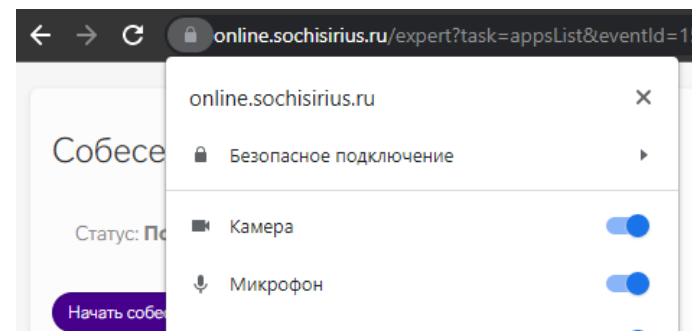 online.sochisirius.ru/expert?task=appsList&eventId=1
online.sochisirius.ru
Безопасное подключение
Камера
Микрофон
Собесе
Статус: По
Начать собе